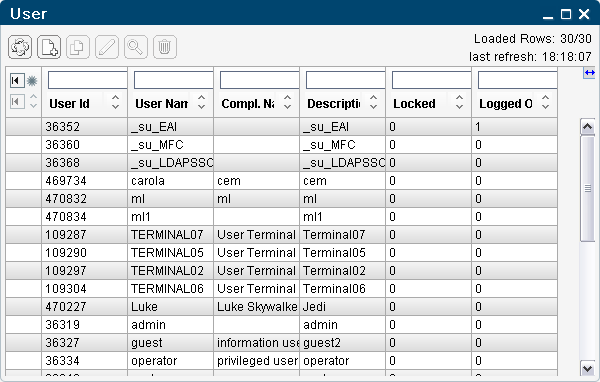 User
Loaded Rows: 30/30
last refresh: 18:18:07
User Id User Nam Compl. Na Descriptio Locked Logged O
36352 _su_EAI _su_EAI 0 1
36360 _su_MFC _su_MFC 0 0
36368 _su_LDAPSSO _su_LDAPSSO 0 0
469734 carola cem cem 0 0
470832 ml ml ml 0 0
470834 ml1 ml1 0 0
109287 TERMINAL07 User Terminal Terminal07 0 0
109290 TERMINAL05 User Terminal Terminal05 0 0
109297 TERMINAL02 User Terminal Terminal02 0 0
109304 TERMINAL06 User Terminal Terminal06 0 0
470227 Luke Luke Skywalke Jedi 0 0
36319 admin admin 0 0
36327 guest information use guest2 0 0
36334 operator privileged user operator 0 0